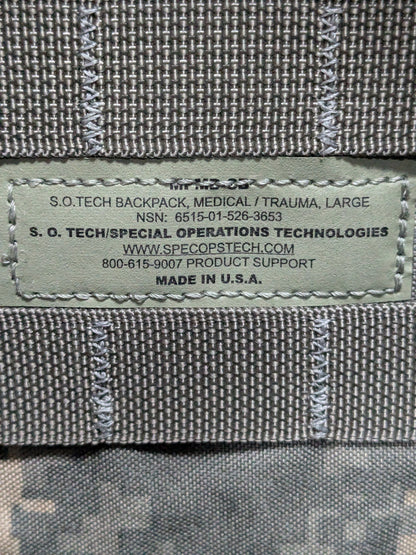 S.O.TECH BACKPACK, MEDICAL / TRAUMA, LARGE
NSN: 6515-01-526-3653
S. O. TECH/SPECIAL OPERATIONS TECHNOLOGIES
WWW.SPECOPSTECH.COM
800-615-9007 PRODUCT SUPPORT
MADE IN U.S.A.